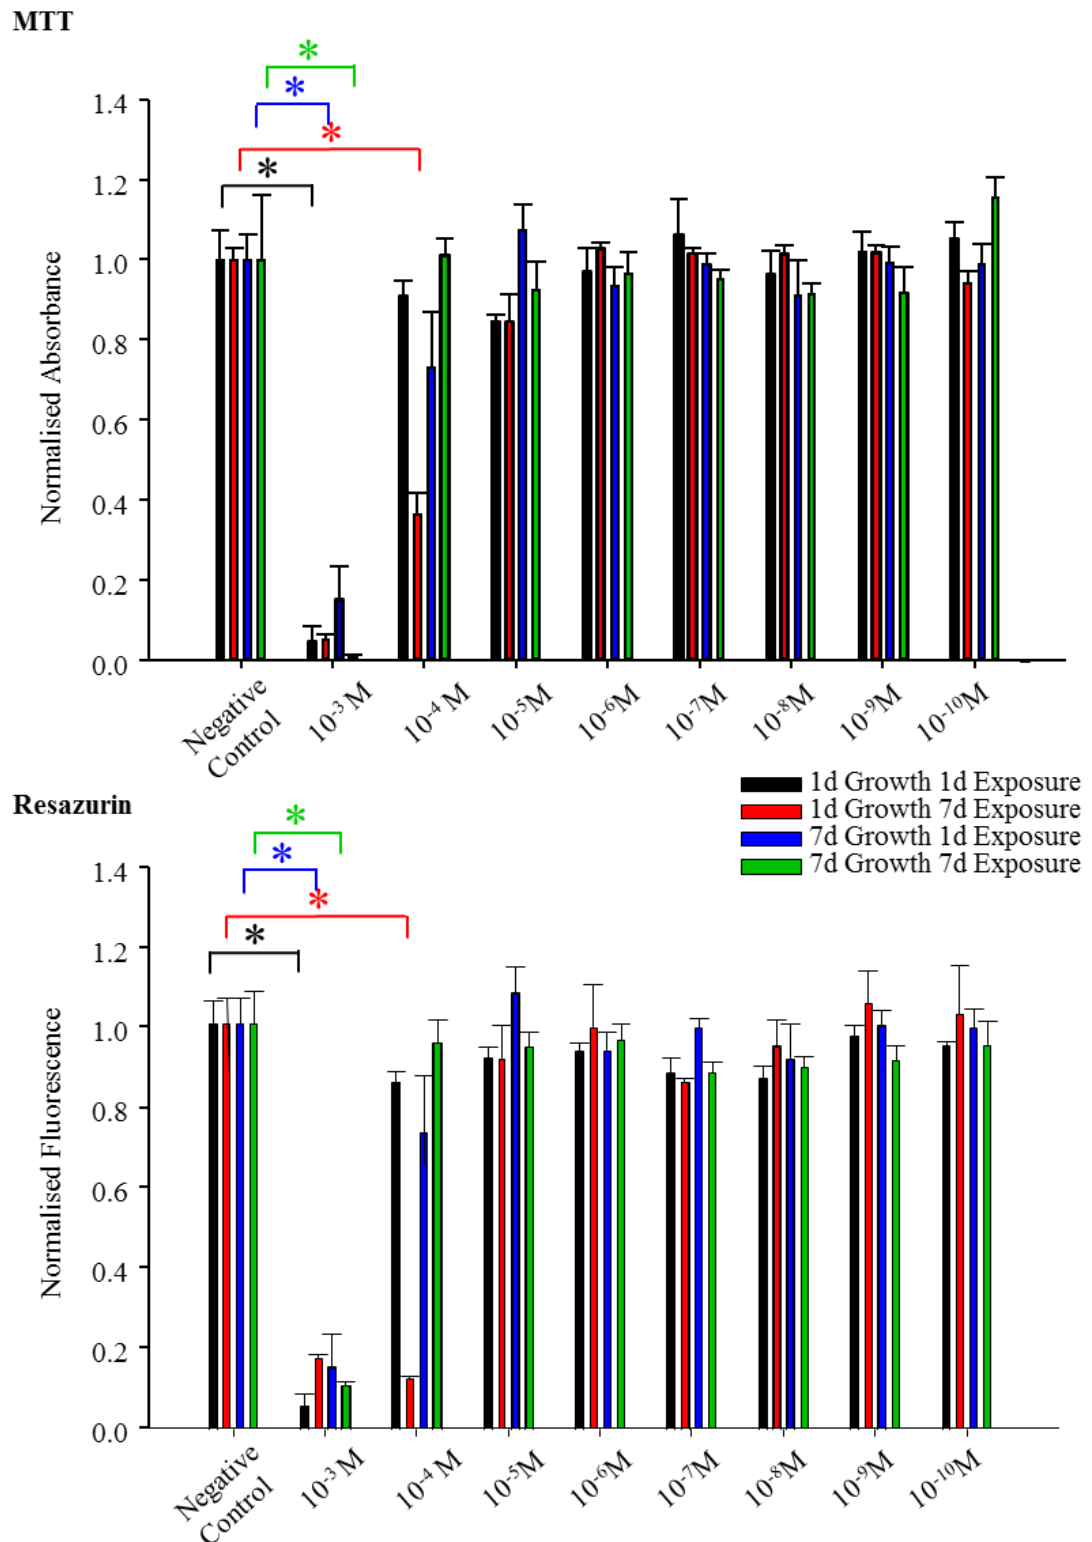 MTT
*
*
*
*
1.4
1.2
1.0
0.8
0.6
0.4
0.2
0.0
Normalised Absorbance
Negative
Control
10⁻³M
10⁻⁴M
10⁻⁵M
10⁻⁶M
10⁻⁷M
10⁻⁸M
10⁻⁹M
10⁻¹⁰M
1d Growth 1d Exposure
1d Growth 7d Exposure
7d Growth 1d Exposure
7d Growth 7d Exposure
Resazurin
*
*
*
*
1.4
1.2
1.0
0.8
0.6
0.4
0.2
0.0
Normalised Fluorescence
Negative
Control
10⁻³M
10⁻⁴M
10⁻⁵M
10⁻⁶M
10⁻⁷M
10⁻⁸M
10⁻⁹M
10⁻¹⁰M